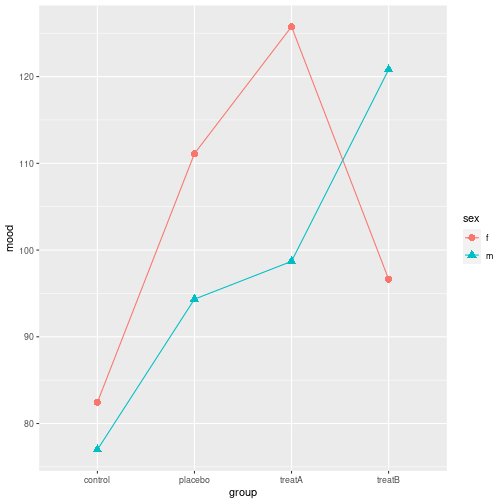 120
110
100
90
80
mood
control placebo treatA treatB
group
sex
f
m